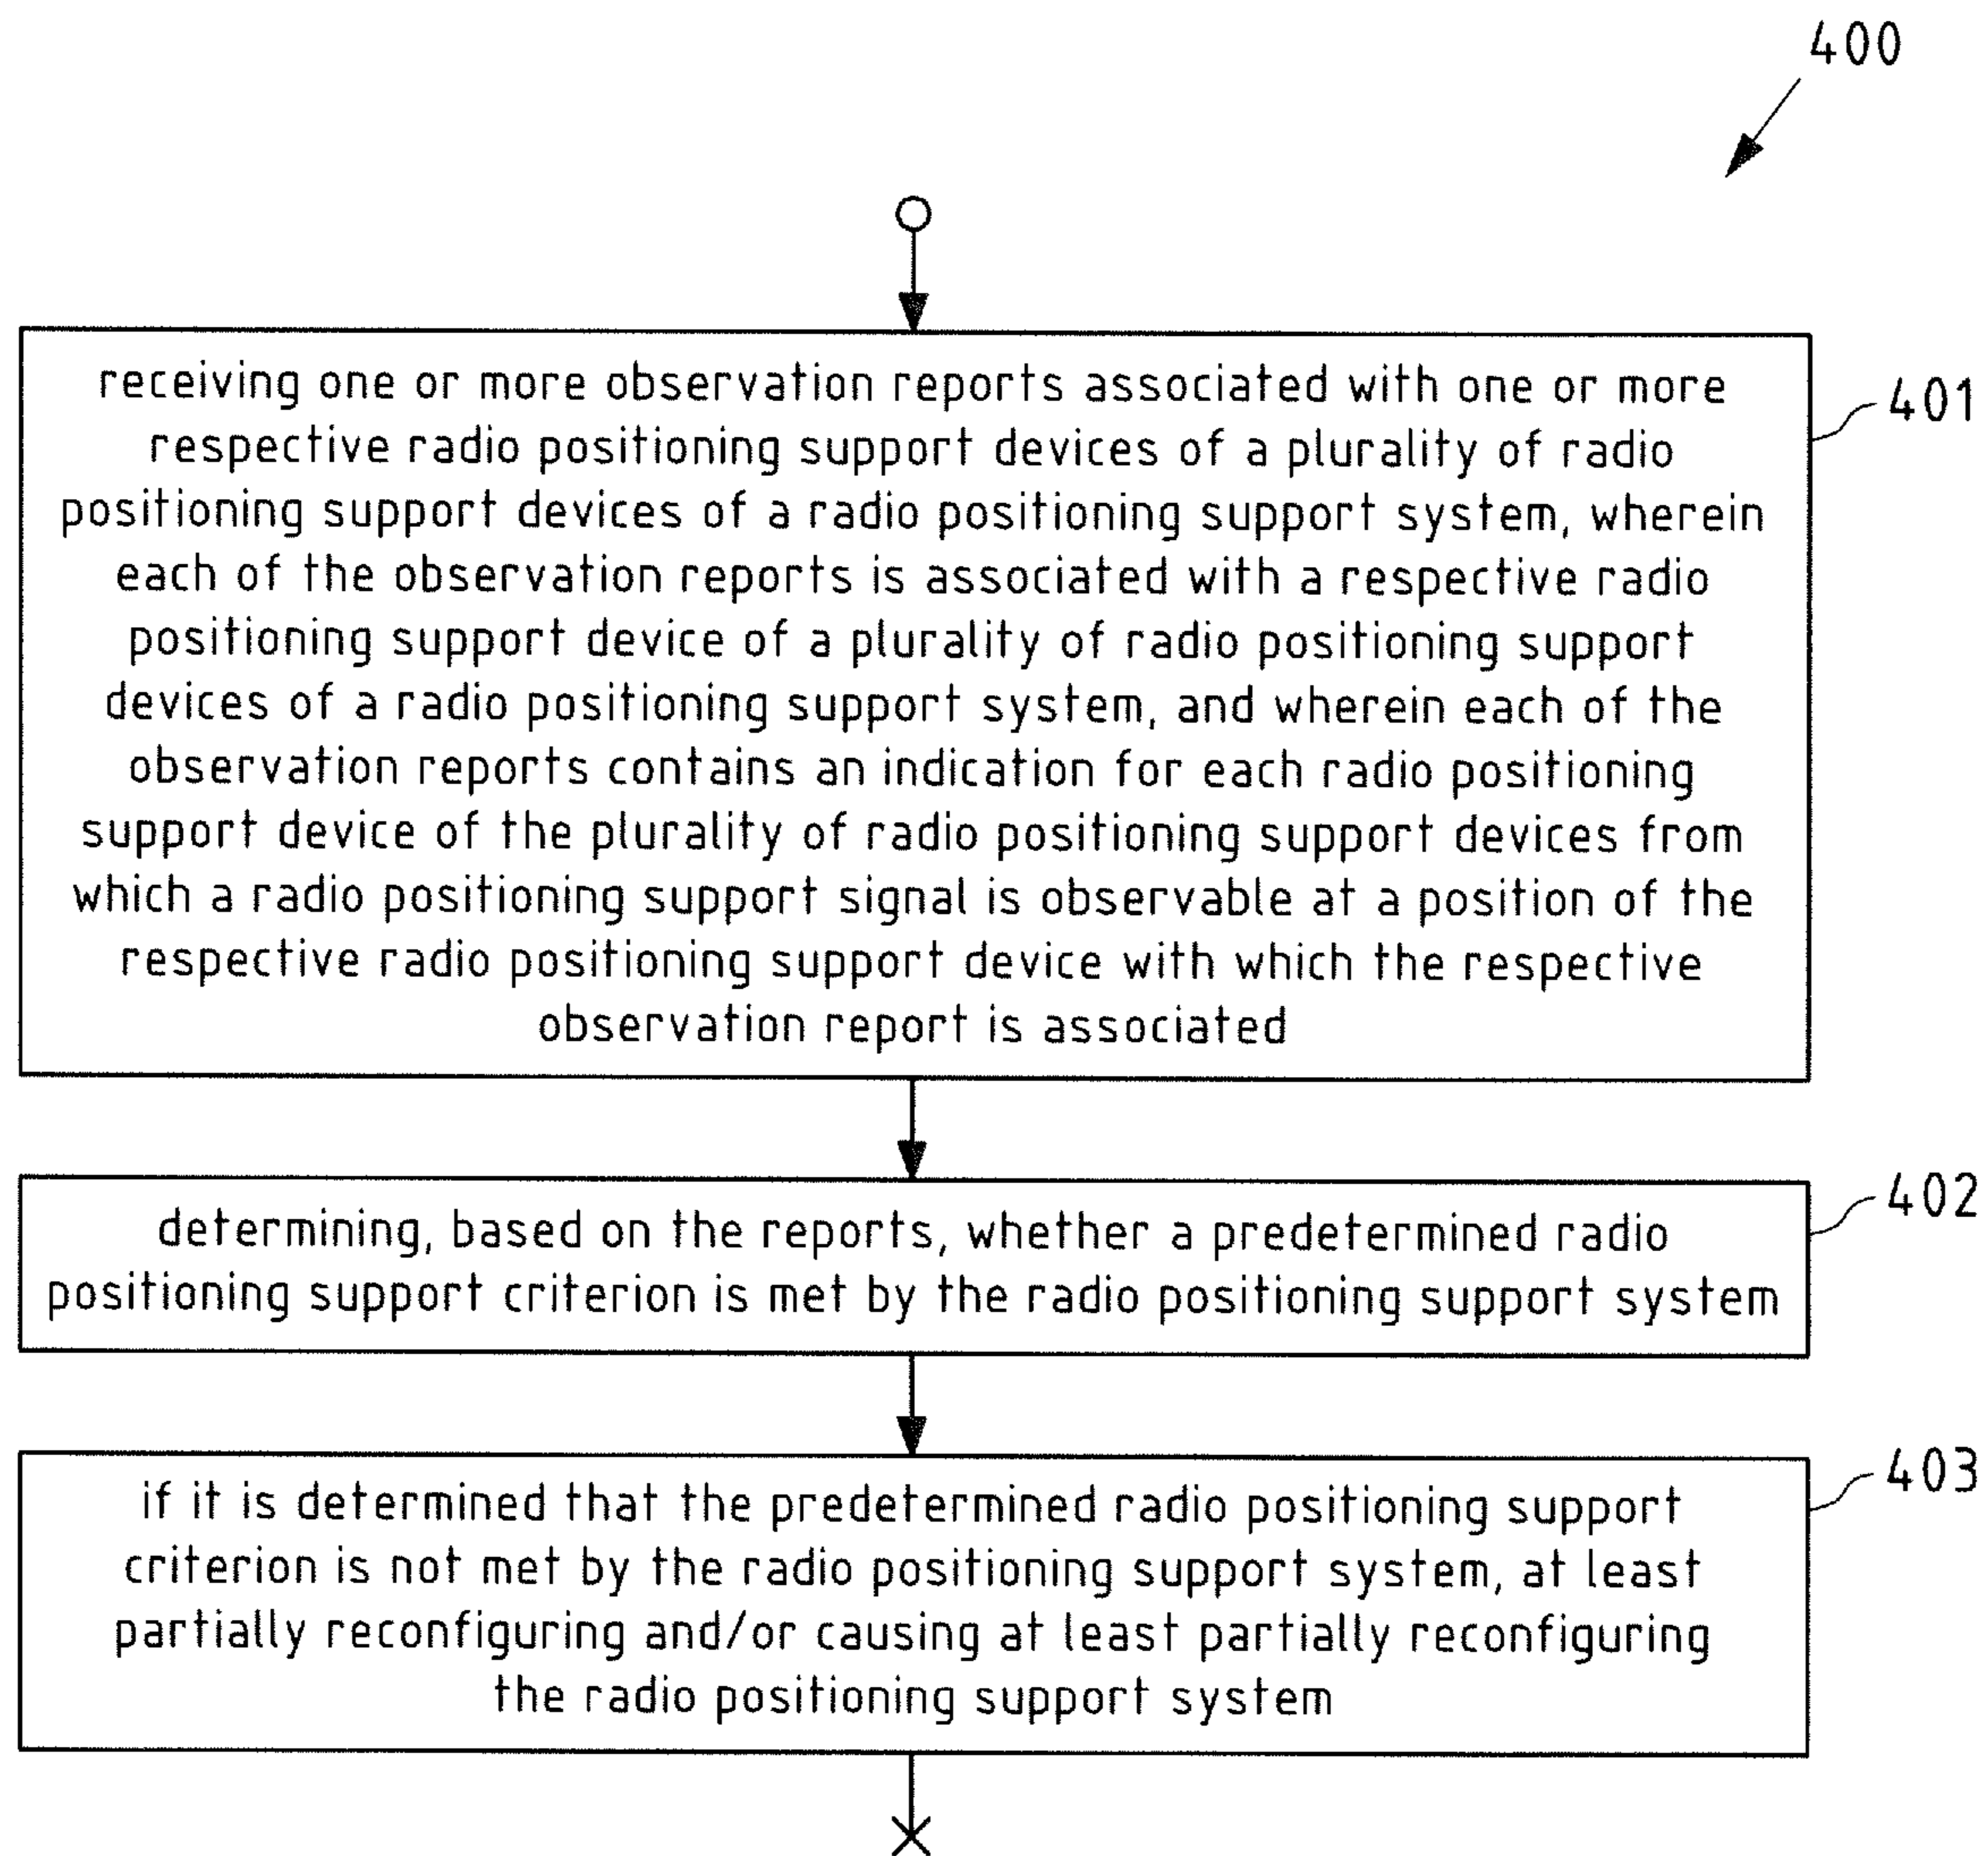 400
receiving one or more observation reports associated with one or more
respective radio positioning support devices of a plurality of radio
positioning support devices of a radio positioning support system, wherein
each of the observation reports is associated with a respective radio
positioning support device of a plurality of radio positioning support
devices of a radio positioning support system, and wherein each of the
observation reports contains an indication for each radio positioning
support device of the plurality of radio positioning support devices from
which a radio positioning support signal is observable at a position of the
respective radio positioning support device with which the respective
observation report is associated
401
determining, based on the reports, whether a predetermined radio
positioning support criterion is met by the radio positioning support system
402
if it is determined that the predetermined radio positioning support
criterion is not met by the radio positioning support system, at least
partially reconfiguring and/or causing at least partially reconfiguring
the radio positioning support system
403